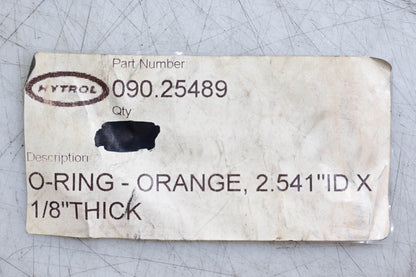 Part Number
HYTROL
090.25489
Qty
Description
O-RING - ORANGE, 2.541"ID X
1/8"THICK